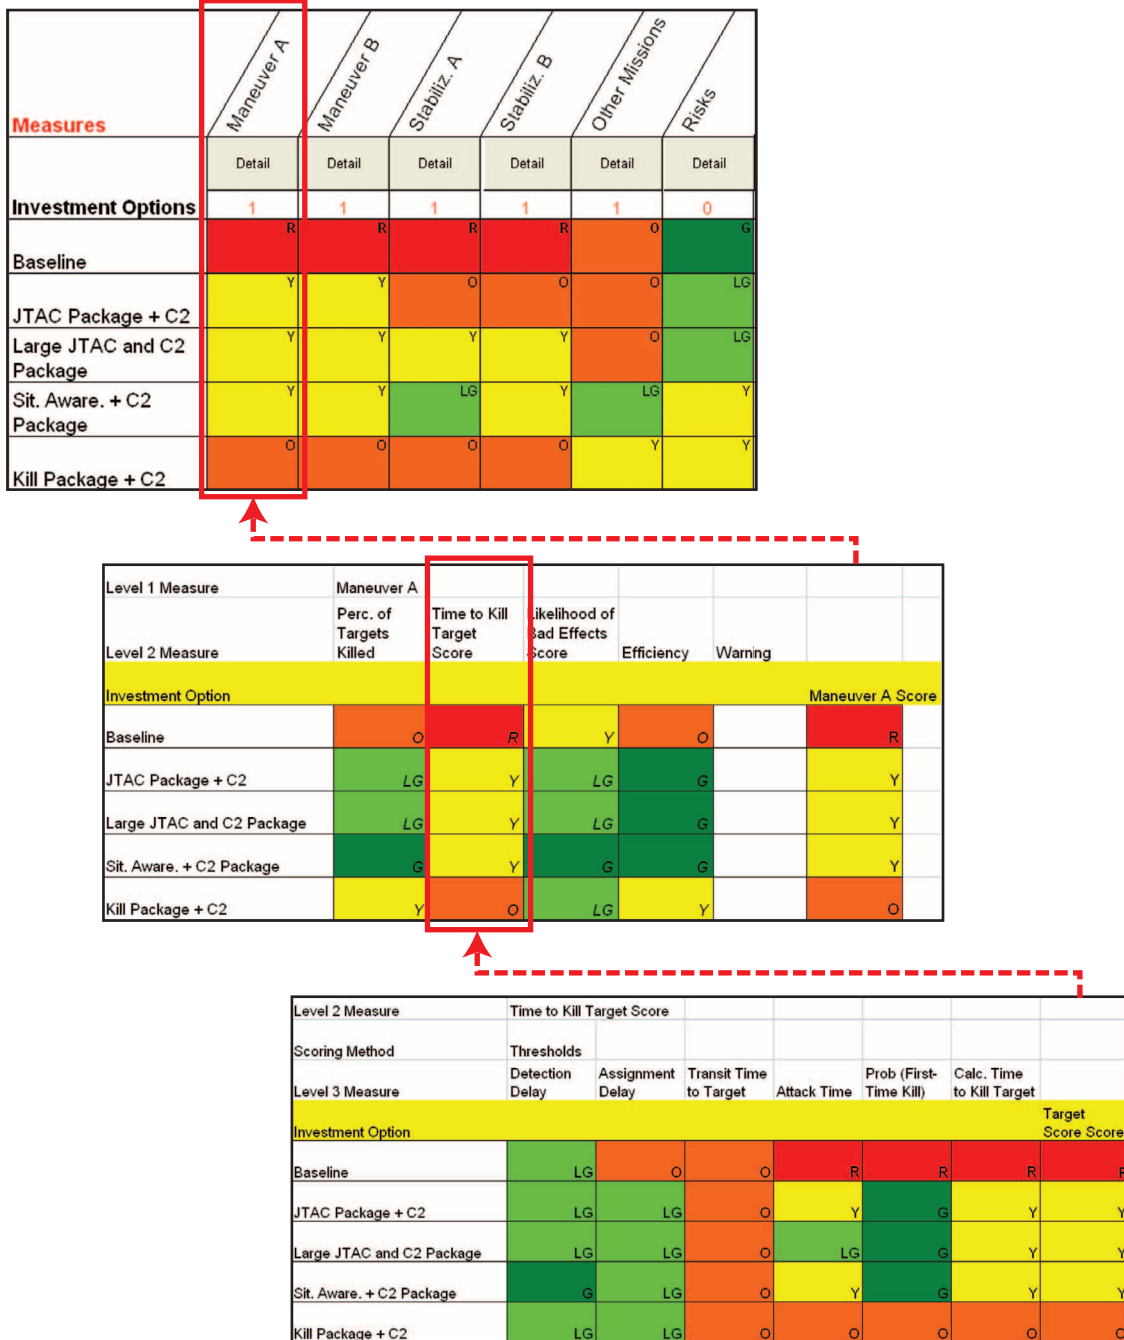 Measures
Maneuver A
Maneuver B
Stabiliz. A
Stabiliz. B
Other Missions
Risks
Detail Detail Detail Detail Detail Detail
Investment Options 1 1 1 1 1 0
Baseline R R R R O G
JTAC Package + C2 Y Y O O O LG
Large JTAC and C2
Package Y Y Y Y O LG
Sit. Aware. + C2
Package Y Y LG Y LG Y
Kill Package + C2 O O O O Y Y
Level 1 Measure Maneuver A
Perc. of Time to Kill Likelihood of
Targets Target Bad Effects
Level 2 Measure Killed Score Score Efficiency Warning
Investment Option Maneuver A Score
Baseline O R Y O R
JTAC Package + C2 LG Y LG G Y
Large JTAC and C2 Package LG Y LG G Y
Sit. Aware. + C2 Package G Y G G Y
Kill Package + C2 Y O LG Y O
Level 2 Measure Time to Kill Target Score
Scoring Method Thresholds
Detection Assignment Transit Time Prob (First- Calc. Time
Level 3 Measure Delay Delay to Target Attack Time Time Kill) to Kill Target
Target
Investment Option Score Score
Baseline LG O O R R R R
JTAC Package + C2 LG LG O Y G Y Y
Large JTAC and C2 Package LG LG O LG G Y Y
Sit. Aware. + C2 Package G LG O Y G Y Y
Kill Package + C2 LG LG O O O O O